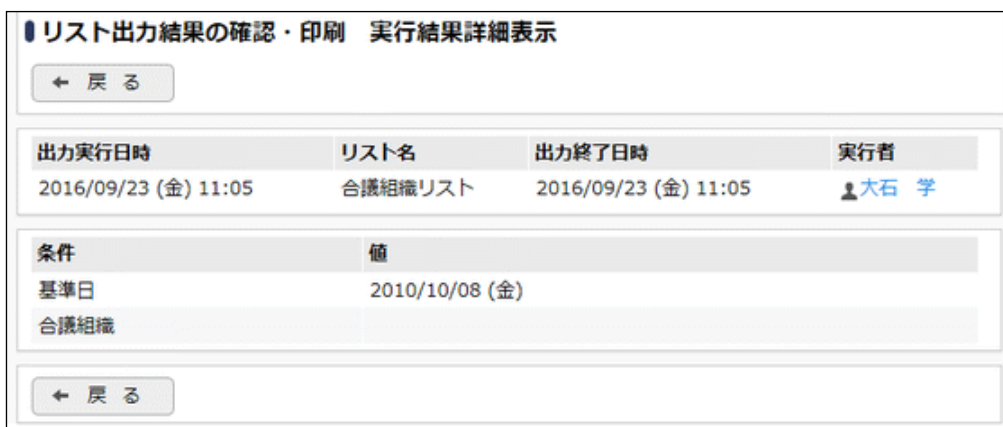 リスト出力結果の確認・印刷　実行結果詳細表示
← 戻 る
出力実行日時 リスト名 出力終了日時 実行者
2016/09/23 (金) 11:05 合議組織リスト 2016/09/23 (金) 11:05 大石　学
条件 値
基準日 2010/10/08 (金)
合議組織
← 戻 る